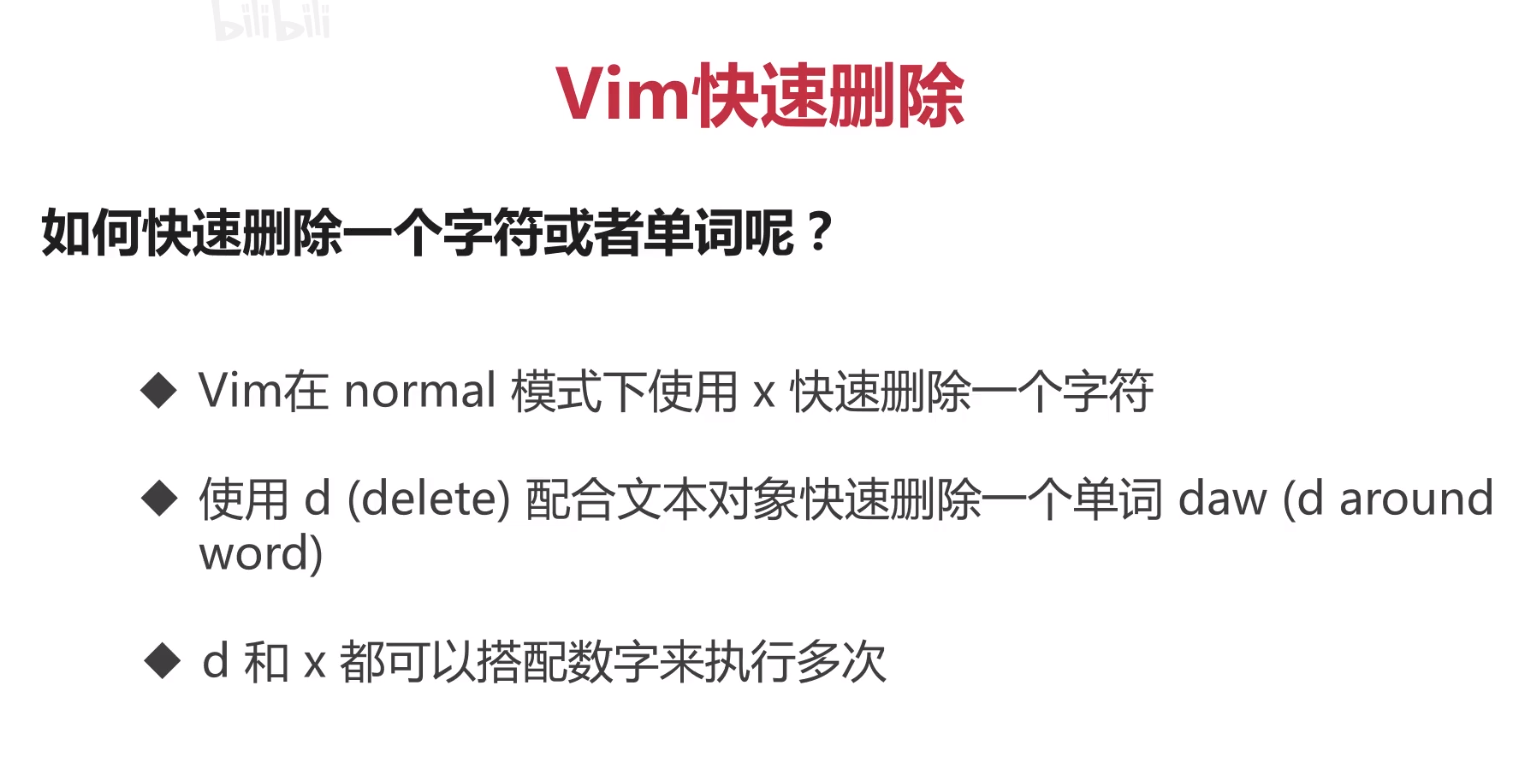 bilibili
Vim快速删除
如何快速删除一个字符或者单词呢？
◆ Vim在 normal 模式下使用 x 快速删除一个字符
◆ 使用 d (delete) 配合文本对象快速删除一个单词 daw (d around
word)
◆ d 和 x 都可以搭配数字来执行多次